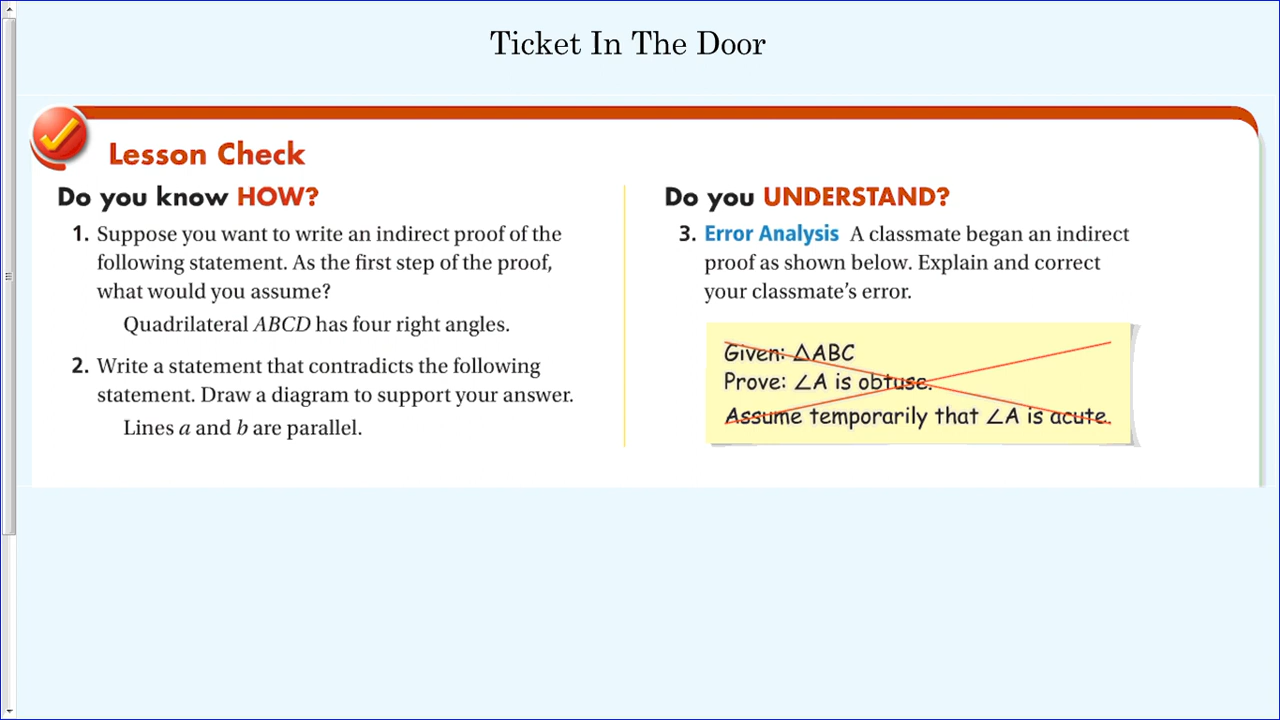 Ticket In The Door
Lesson Check
Do you know HOW?
1. Suppose you want to write an indirect proof of the
following statement. As the first step of the proof,
what would you assume?
Quadrilateral ABCD has four right angles.
2. Write a statement that contradicts the following
statement. Draw a diagram to support your answer.
Lines a and b are parallel.
Do you UNDERSTAND?
3. Error Analysis A classmate began an indirect
proof as shown below. Explain and correct
your classmate's error.
Given: △ABC
Prove: ∠A is obtuse.
Assume temporarily that ∠A is acute.